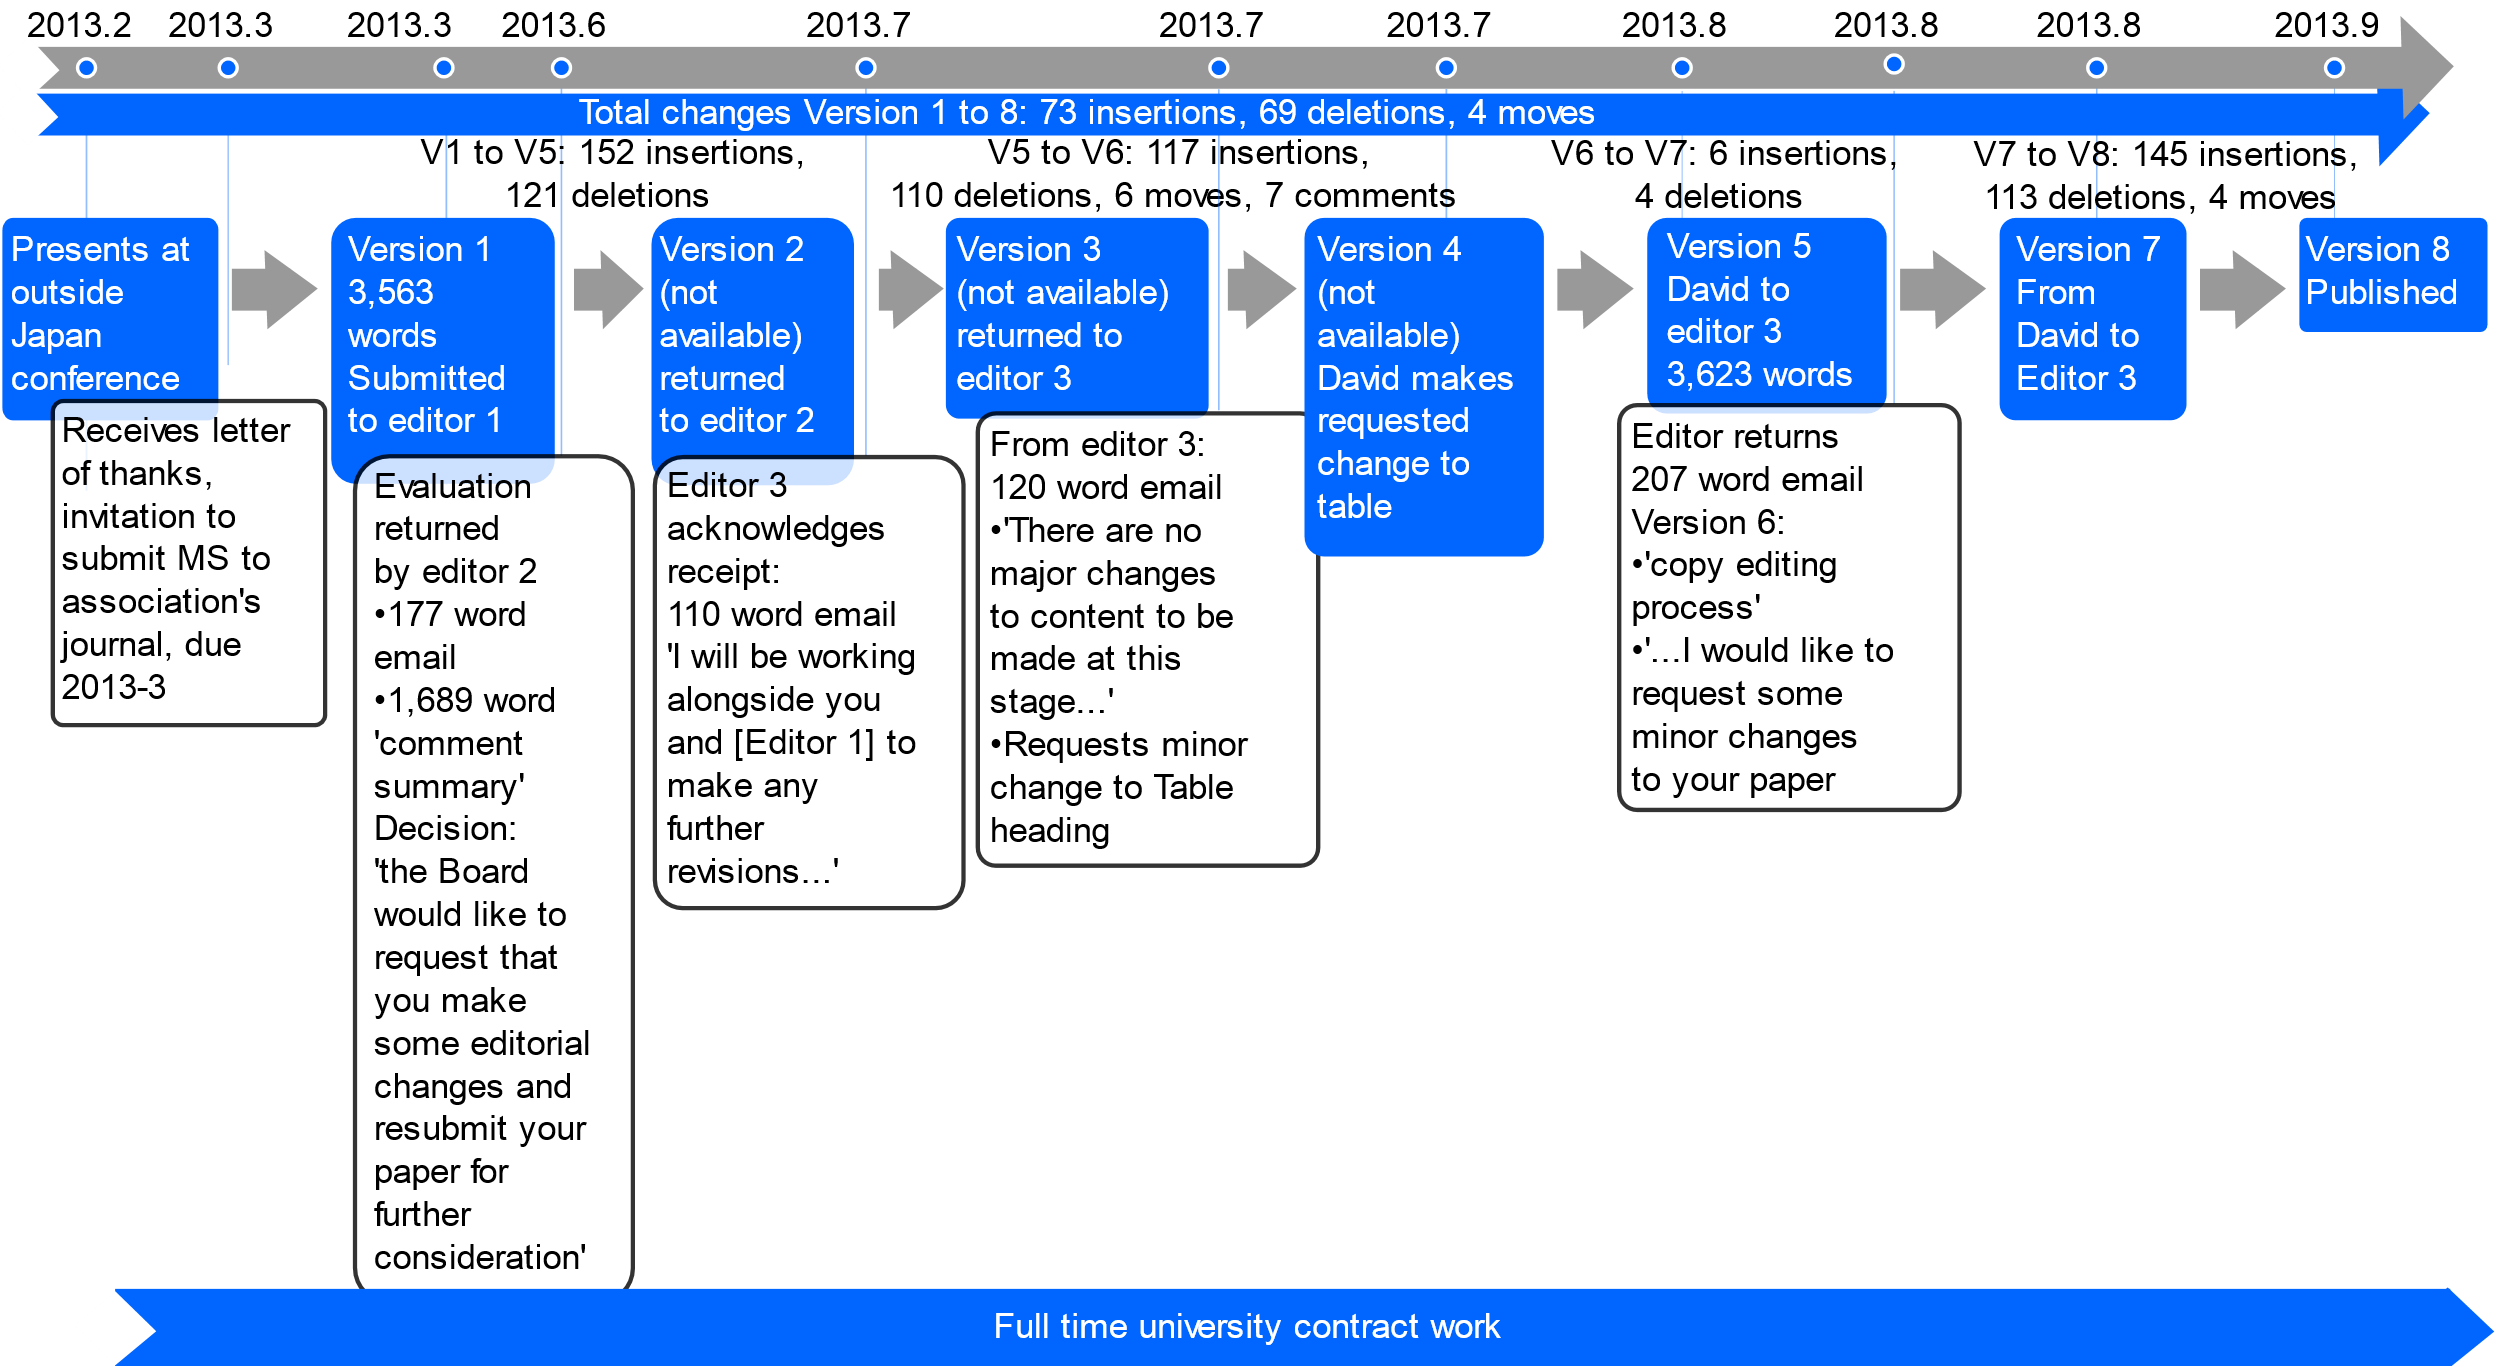 2013.2 2013.3 2013.3 2013.6 2013.7 2013.7 2013.7 2013.8 2013.8 2013.8 2013.9
Total changes Version 1 to 8: 73 insertions, 69 deletions, 4 moves
V1 to V5: 152 insertions,
121 deletions
V5 to V6: 117 insertions,
110 deletions, 6 moves, 7 comments
V6 to V7: 6 insertions,
4 deletions
V7 to V8: 145 insertions,
113 deletions, 4 moves
Presents at
outside
Japan
conference
Receives letter
of thanks,
invitation to
submit MS to
association's
journal, due
2013-3
Version 1
3,563
words
Submitted
to editor 1
Evaluation
returned
by editor 2
•177 word
email
•1,689 word
'comment
summary'
Decision:
'the Board
would like to
request that
you make
some editorial
changes and
resubmit your
paper for
further
consideration'
Version 2
(not
available)
returned
to editor 2
Editor 3
acknowledges
receipt:
110 word email
'I will be working
alongside you
and [Editor 1] to
make any
further
revisions...'
Version 3
(not available)
returned to
editor 3
From editor 3:
120 word email
•'There are no
major changes
to content to be
made at this
stage...'
•Requests minor
change to Table
heading
Version 4
(not
available)
David makes
requested
change to
table
Version 5
David to
editor 3
3,623 words
Editor returns
207 word email
Version 6:
•'copy editing
process'
•'...I would like to
request some
minor changes
to your paper
Version 7
From
David to
Editor 3
Version 8
Published
Full time university contract work